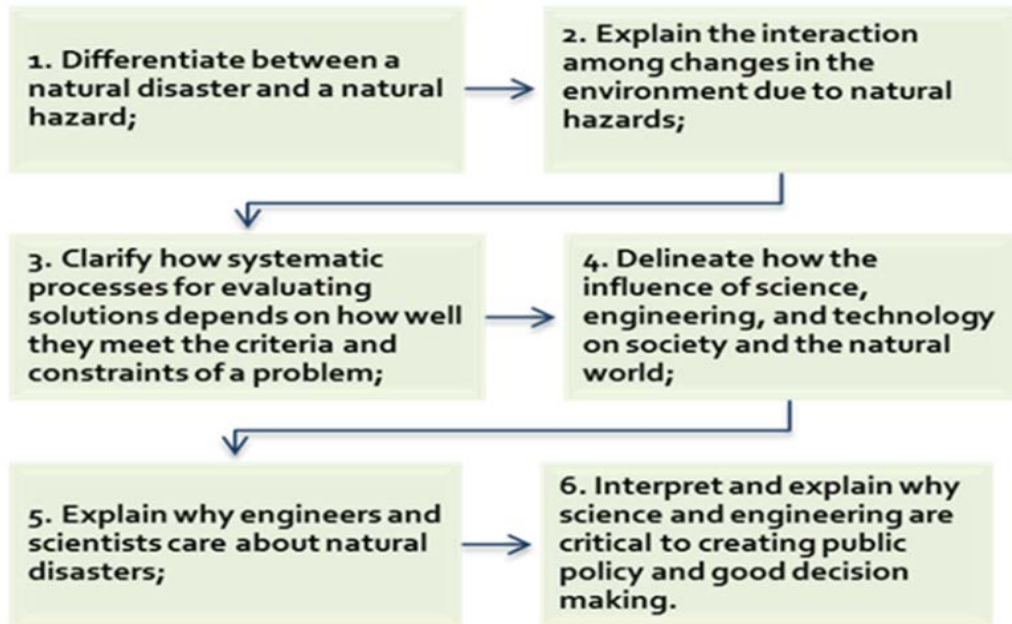 1. Differentiate between a
natural disaster and a natural
hazard;
2. Explain the interaction
among changes in the
environment due to natural
hazards;
3. Clarify how systematic
processes for evaluating
solutions depends on how well
they meet the criteria and
constraints of a problem;
4. Delineate how the
influence of science,
engineering, and technology
on society and the natural
world;
5. Explain why engineers and
scientists care about natural
disasters;
6. Interpret and explain why
science and engineering are
critical to creating public
policy and good decision
making.